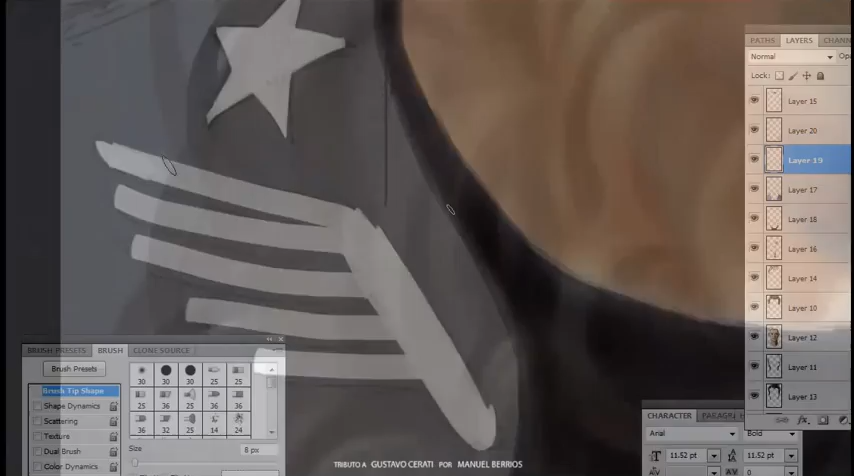 PATHS LAYERS CHANN
Normal Op
Lock:
Layer 15
Layer 20
Layer 19
Layer 17
Layer 18
Layer 16
Layer 14
Layer 10
Layer 12
Layer 11
Layer 13
fx
BRUSH PRESETS BRUSH CLONE SOURCE
Brush Presets
30 30 30 25 25
Brush Tip Shape
Shape Dynamics
25 36 25 36 36
Scattering
Texture
36 32 25 14 24
Dual Brush
Size 8 px
Color Dynamics
CHARACTER PARAGR
Arial Bold
11.52 pt 11.52 pt
AV AV 0
TRIBUTO A GUSTAVO CERATI POR MANUEL BERRIOS